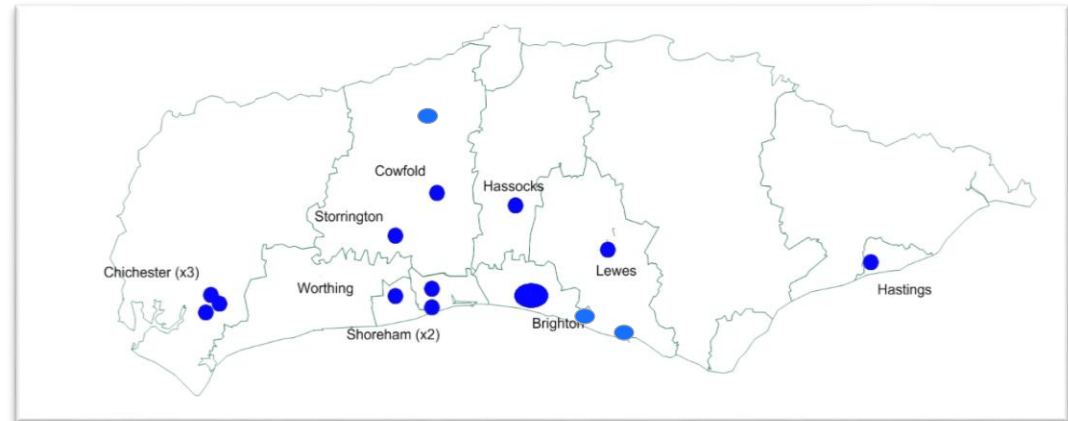 Cowfold
Hassocks
Storrington
Chichester (x3)
Lewes
Worthing
Hastings
Brighton
Shoreham (x2)